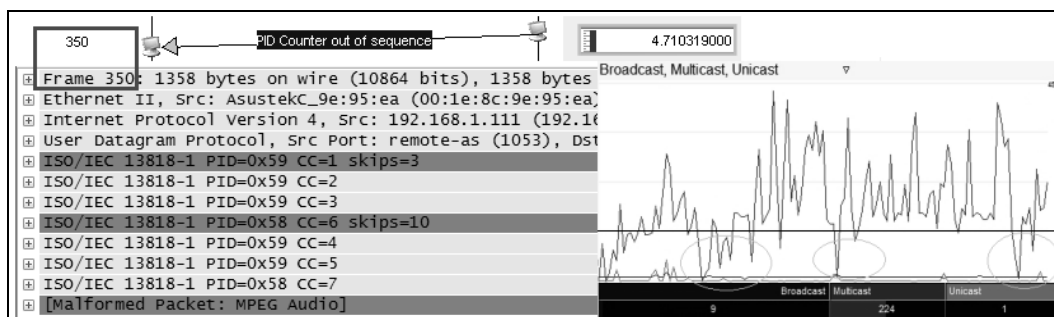 350
PID Counter out of sequence
4.710319000
Frame 350: 1358 bytes on wire (10864 bits), 1358 bytes
Ethernet II, Src: AsustekC_9e:95:ea (00:1e:8c:9e:95:ea)
Internet Protocol Version 4, Src: 192.168.1.111 (192.16
User Datagram Protocol, Src Port: remote-as (1053), Dst
ISO/IEC 13818-1 PID=0x59 CC=1 skips=3
ISO/IEC 13818-1 PID=0x59 CC=2
ISO/IEC 13818-1 PID=0x59 CC=3
ISO/IEC 13818-1 PID=0x58 CC=6 skips=10
ISO/IEC 13818-1 PID=0x59 CC=4
ISO/IEC 13818-1 PID=0x59 CC=5
ISO/IEC 13818-1 PID=0x58 CC=7
[Malformed Packet: MPEG Audio]
Broadcast, Multicast, Unicast
Broadcast Multicast Unicast
9 224 1